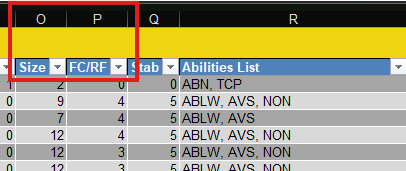 O P Q R
Size FC/RF Stab Abilities List
1 2 0 0 ABN, TCP
0 9 4 5 ABLW, AVS, NON
0 7 4 5 ABLW, AVS
0 12 4 5 ABLW, AVS, NON
0 12 3 5 ABLW, AVS, NON
0 12 3 5 ABLW, AVS, NON